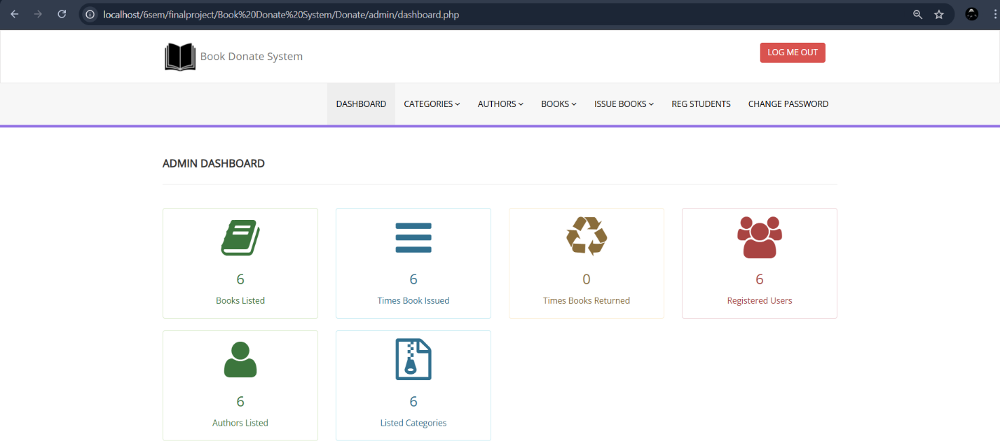 localhost/6sem/finalproject/Book%20Donate%20System/Donate/admin/dashboard.php
Book Donate System
LOG ME OUT
DASHBOARD CATEGORIES AUTHORS BOOKS ISSUE BOOKS REG STUDENTS CHANGE PASSWORD
ADMIN DASHBOARD
6 6 0 6
Books Listed Times Book Issued Times Books Returned Registered Users
6 6
Authors Listed Listed Categories